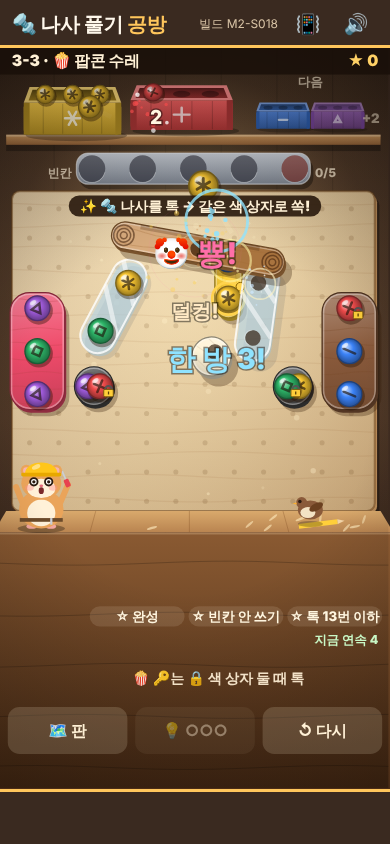 🔩 나사 풀기 공방 빌드 M2-S018 📳 🔊
3-3 · 🍿 팝콘 수레 ★ 0
다음
2.
+2
빈칸 0/5
✨ 🔩 나사를 톡 → 같은 색 상자로 쏙!
🤡 뿅!
덜컹!
한 방 3!
☆ 완성 ☆ 빈칸 안 쓰기 ☆ 톡 13번 이하
지금 연속 4
🍿 🔑는 🔒 색 상자 둘 때 톡
🗺️ 판 💡 ○○○ ↺ 다시